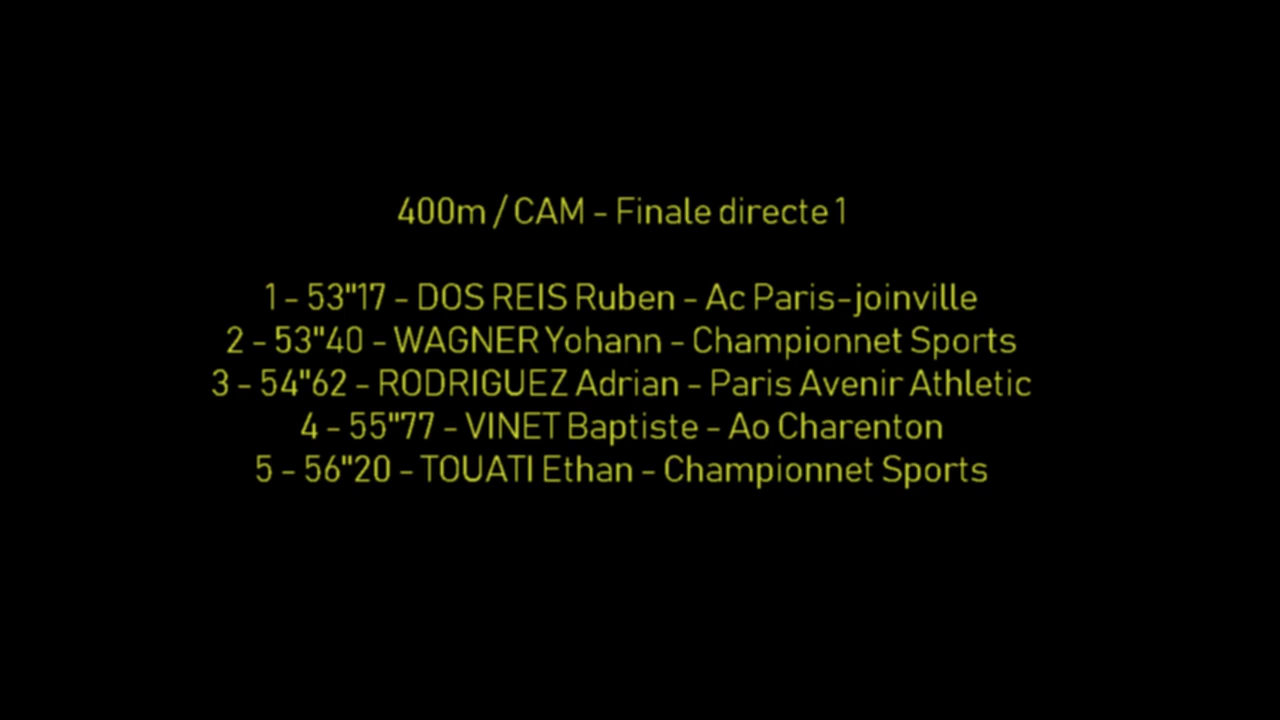 400m / CAM - Finale directe 1
1 - 53"17 - DOS REIS Ruben - Ac Paris-joinville
2 - 53"40 - WAGNER Yohann - Championnet Sports
3 - 54"62 - RODRIGUEZ Adrian - Paris Avenir Athletic
4 - 55"77 - VINET Baptiste - Ao Charenton
5 - 56"20 - TOUATI Ethan - Championnet Sports